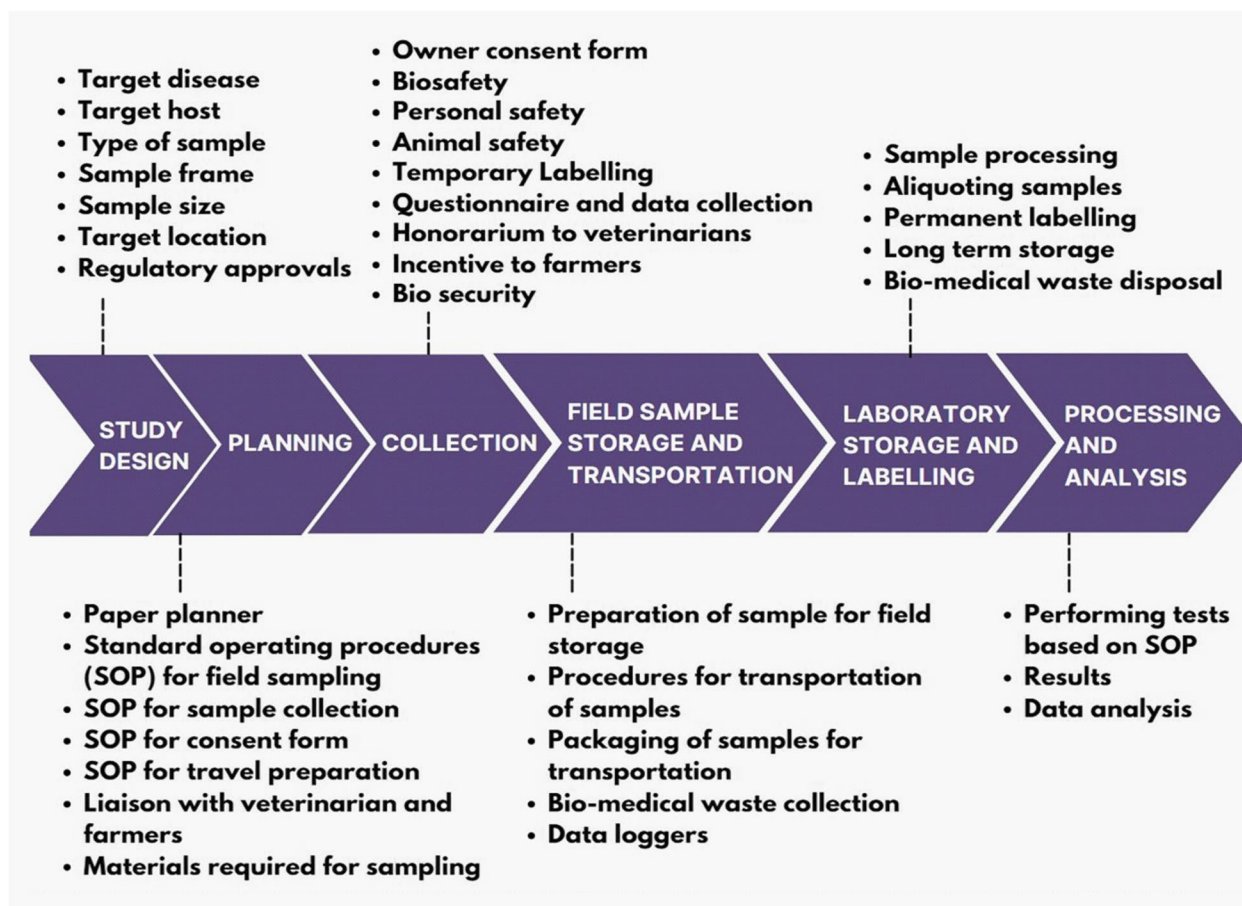 • Target disease
• Target host
• Type of sample
• Sample frame
• Sample size
• Target location
• Regulatory approvals
• Owner consent form
• Biosafety
• Personal safety
• Animal safety
• Temporary Labelling
• Questionnaire and data collection
• Honorarium to veterinarians
• Incentive to farmers
• Bio security
• Sample processing
• Aliquoting samples
• Permanent labelling
• Long term storage
• Bio-medical waste disposal
STUDY
DESIGN
PLANNING
COLLECTION
FIELD SAMPLE
STORAGE AND
TRANSPORTATION
LABORATORY
STORAGE AND
LABELLING
PROCESSING
AND
ANALYSIS
• Paper planner
• Standard operating procedures
(SOP) for field sampling
• SOP for sample collection
• SOP for consent form
• SOP for travel preparation
• Liaison with veterinarian and
farmers
• Materials required for sampling
• Preparation of sample for field
storage
• Procedures for transportation
of samples
• Packaging of samples for
transportation
• Bio-medical waste collection
• Data loggers
• Performing tests
based on SOP
• Results
• Data analysis